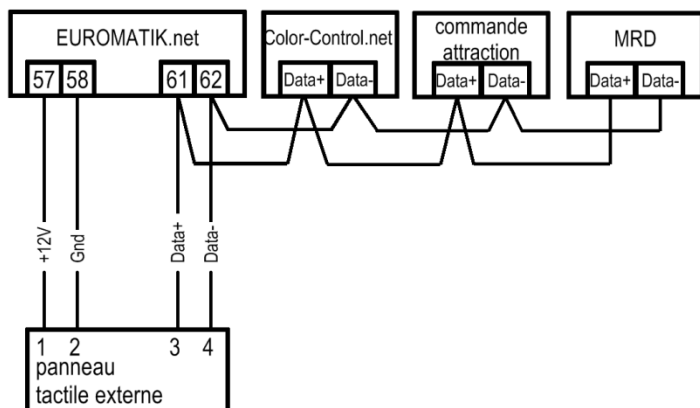 EUROMATIK.net
57 58 61 62
Color-Control.net
Data+ Data-
commande
attraction
Data+ Data-
MRD
Data+ Data-
+12V
Gnd
Data+
Data-
1 2 3 4
panneau
tactile externe